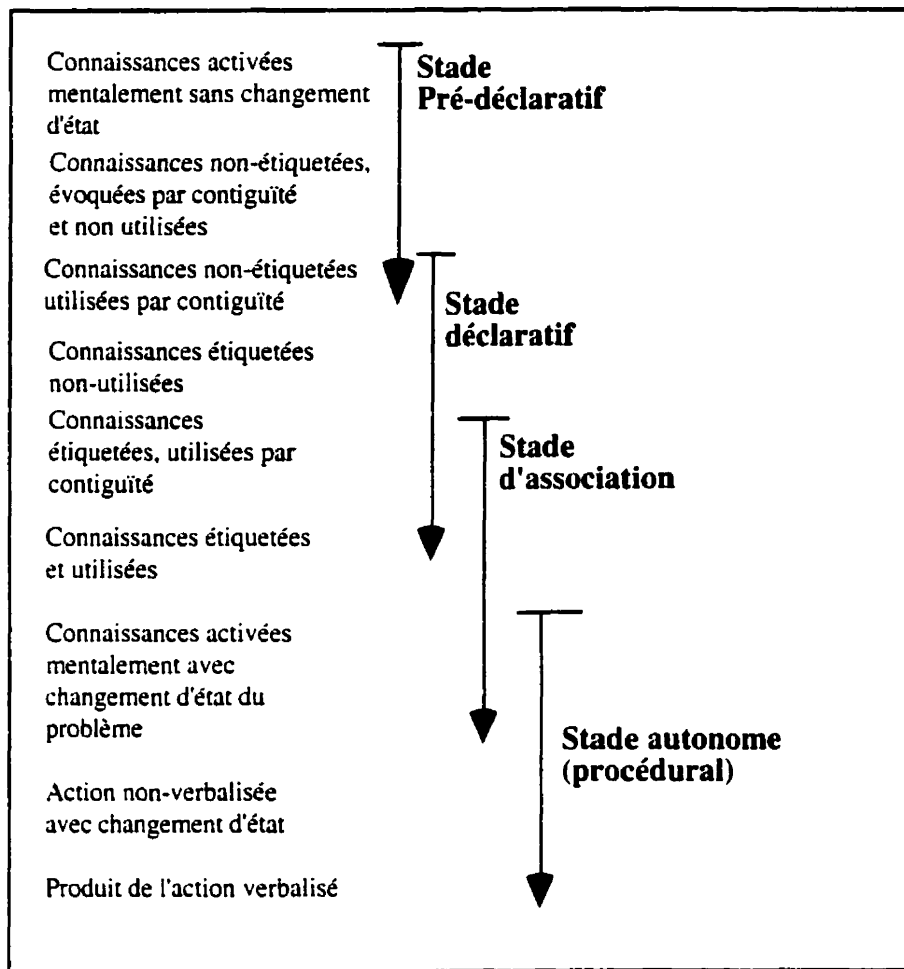 Connaissances activées
mentalement sans changement
d'état
Stade
Pré-déclaratif
Connaissances non-étiquetées,
évoquées par contiguïté
et non utilisées
Connaissances non-étiquetées
utilisées par contiguïté
Stade
déclaratif
Connaissances étiquetées
non-utilisées
Connaissances
étiquetées, utilisées par
contiguïté
Stade
d'association
Connaissances étiquetées
et utilisées
Connaissances activées
mentalement avec
changement d'état du
problème
Stade autonome
(procédural)
Action non-verbalisée
avec changement d'état
Produit de l'action verbalisé